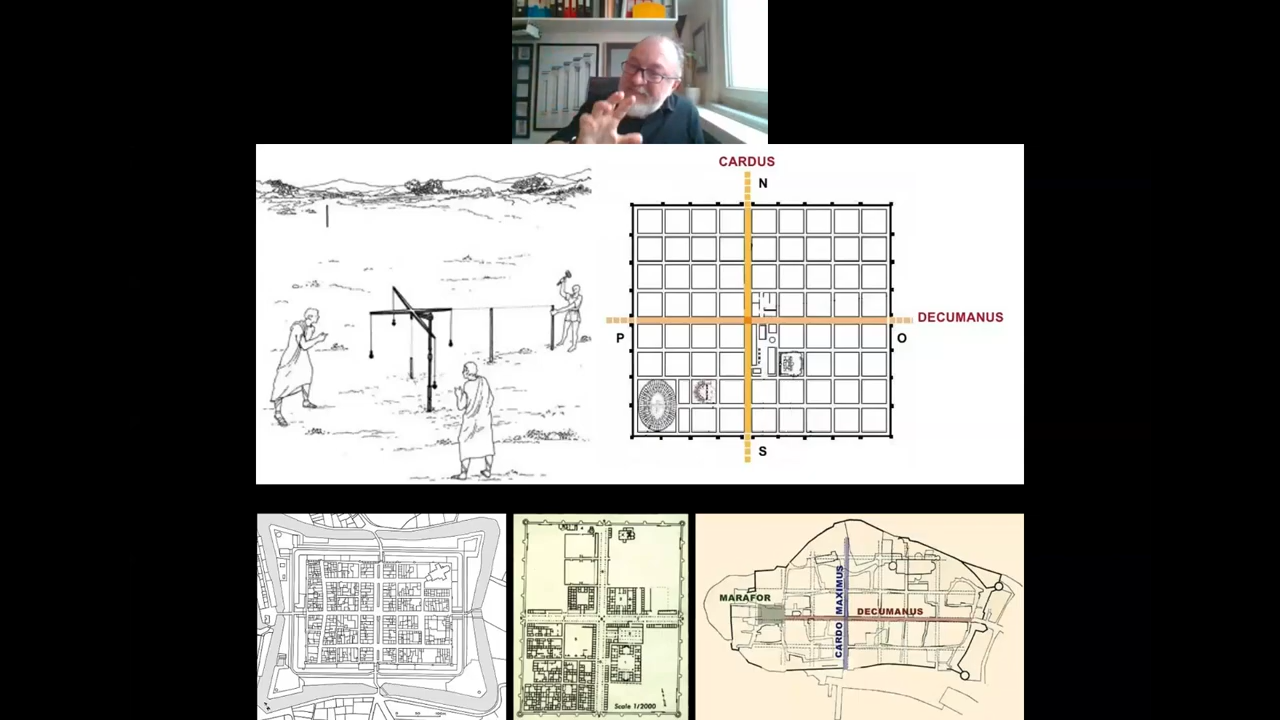 CARDUS
N
DECUMANUS
P
O
S
Scale 1/2000
MARAFOR
CARDO MAXIMUS
DECUMANUS